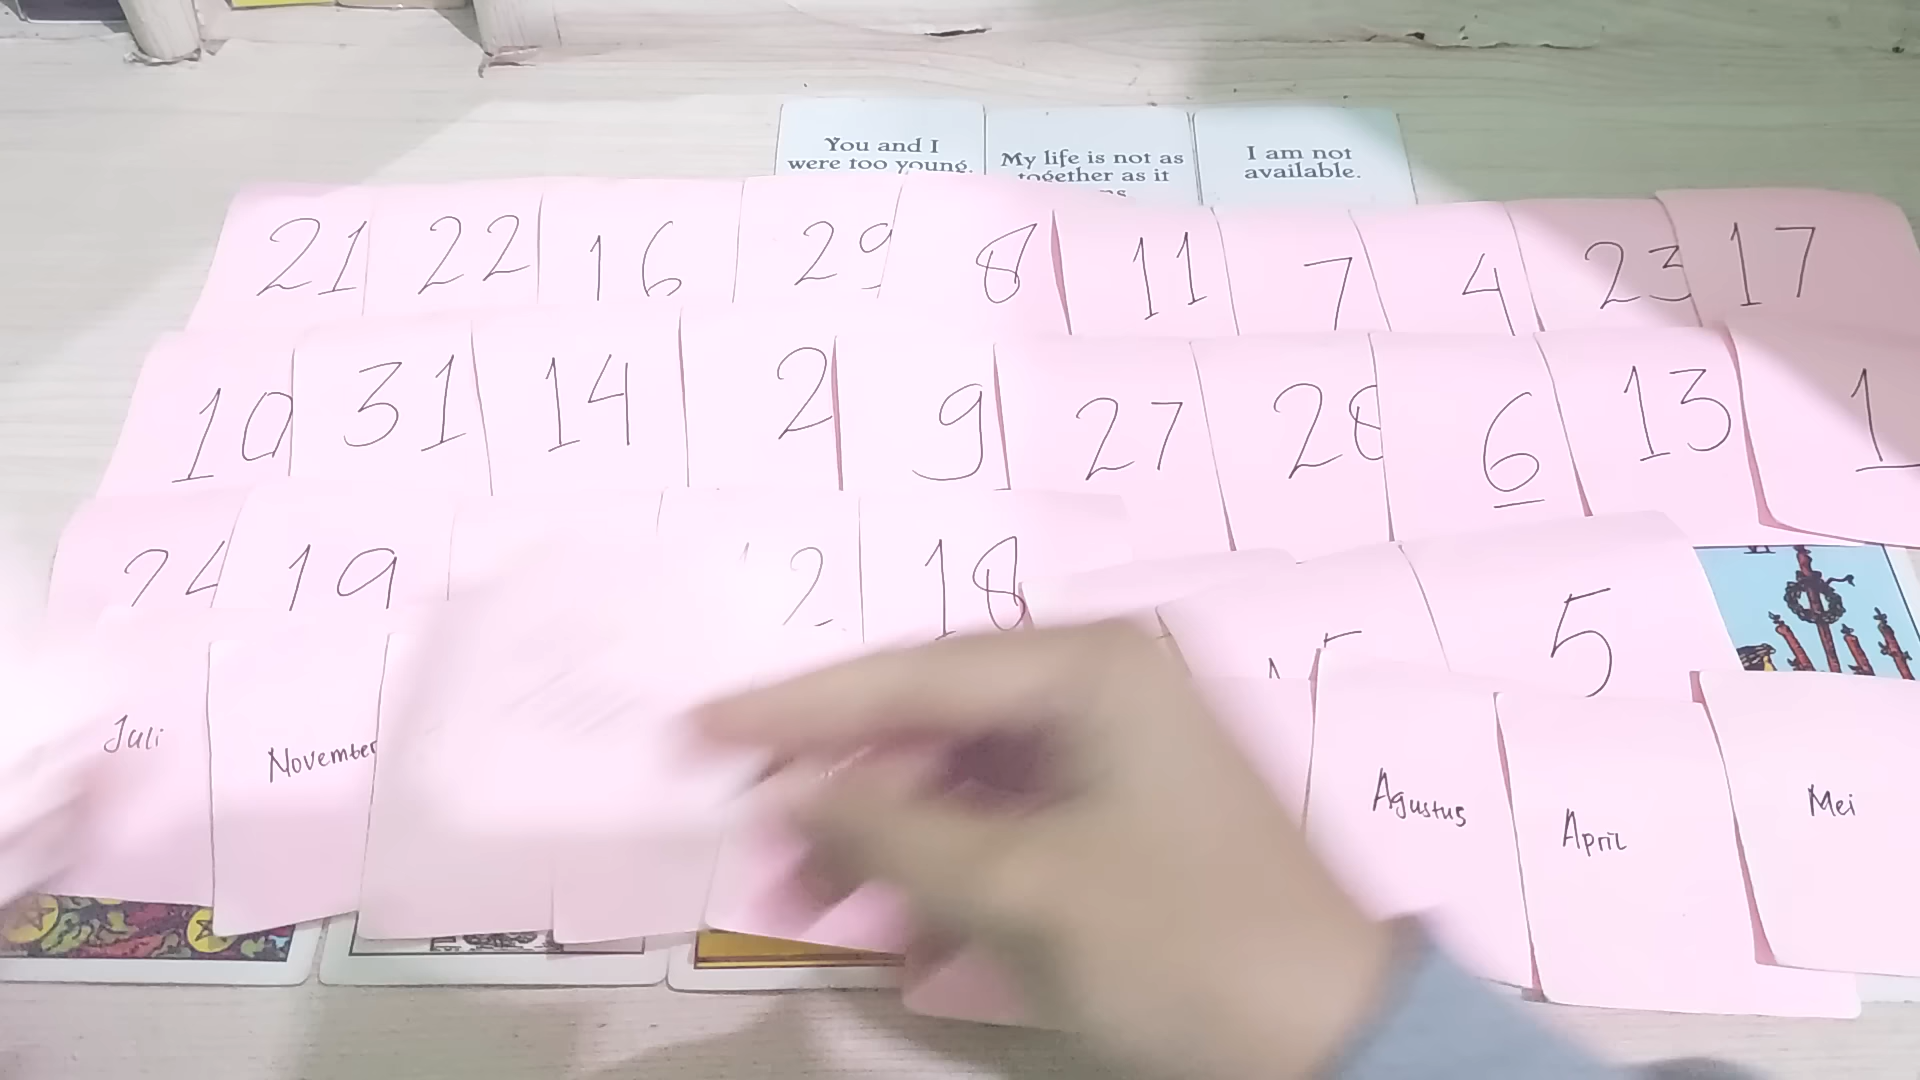 You and I
were too young.
My life is not as
together as it
I am not
available.
21 22 16 29 8 11 7 4 23 17
10 31 14 2 9 27 28 6 13 1
24 19 12 18 5
Juli
November
Agustus
April
Mei